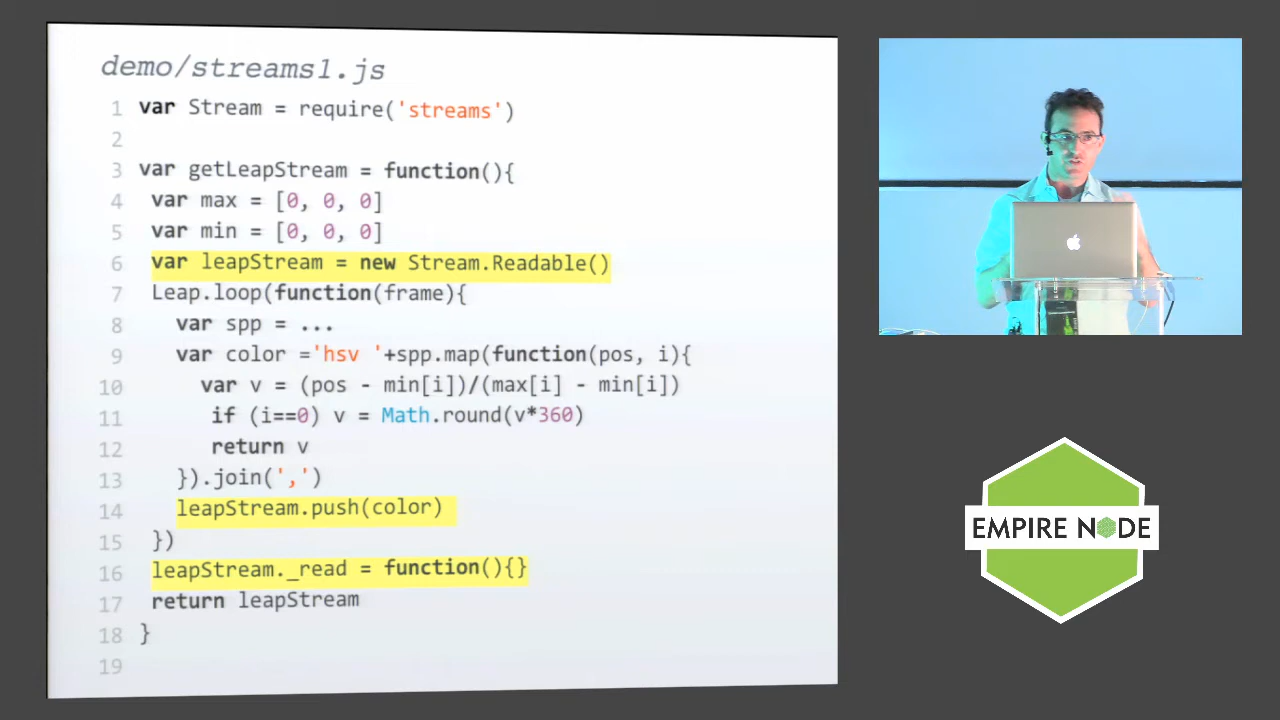 demo/streams1.js
1 var Stream = require('streams')
2
3 var getLeapStream = function(){
4 var max = [0, 0, 0]
5 var min = [0, 0, 0]
6 var leapStream = new Stream.Readable()
7 Leap.loop(function(frame){
8 var spp = ...
9 var color ='hsv '+spp.map(function(pos, i){
10 var v = (pos - min[i])/(max[i] - min[i])
11 if (i==0) v = Math.round(v*360)
12 return v
13 }).join(',')
14 leapStream.push(color)
15 })
16 leapStream._read = function(){}
17 return leapStream
18 }
19
EMPIRE NODE